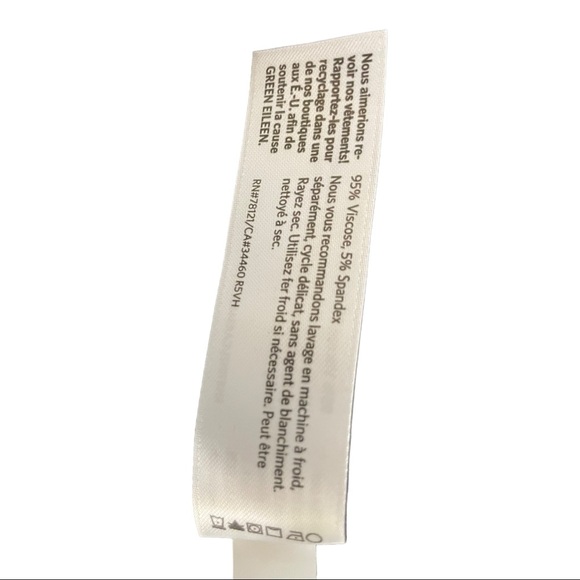 Nous aimerions re-
voir nos vêtements!
Rapportez-les pour
recyclage dans une
de nos boutiques
aux É.-U. afin de
soutenir la cause
GREEN EILEEN.
95% Viscose, 5% Spandex
Nous vous recommandons lavage en machine à froid,
séparément, cycle délicat, sans agent de blanchiment.
Rayez sec. Utilisez fer froid si nécessaire. Peut être
nettoyé à sec.
RN#78121/CA#34460 R5VH